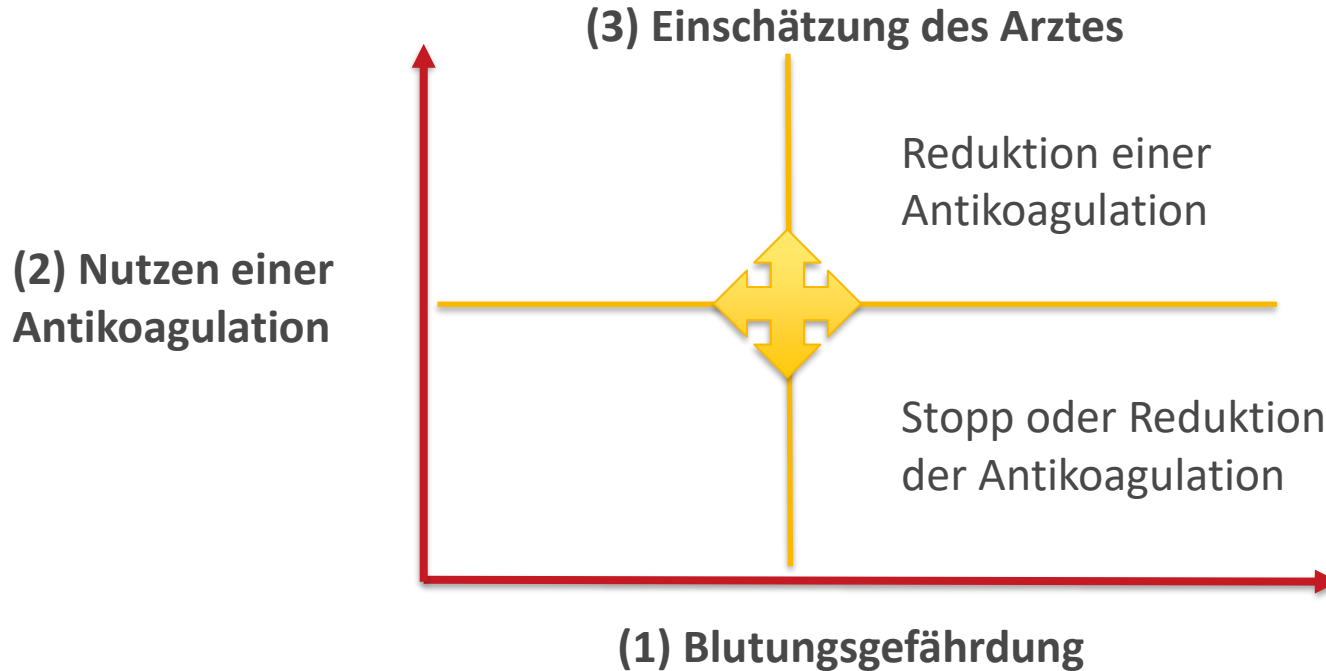 (3) Einschätzung des Arztes
Reduktion einer
Antikoagulation
(2) Nutzen einer
Antikoagulation
Stopp oder Reduktion
der Antikoagulation
(1) Blutungsgefährdung